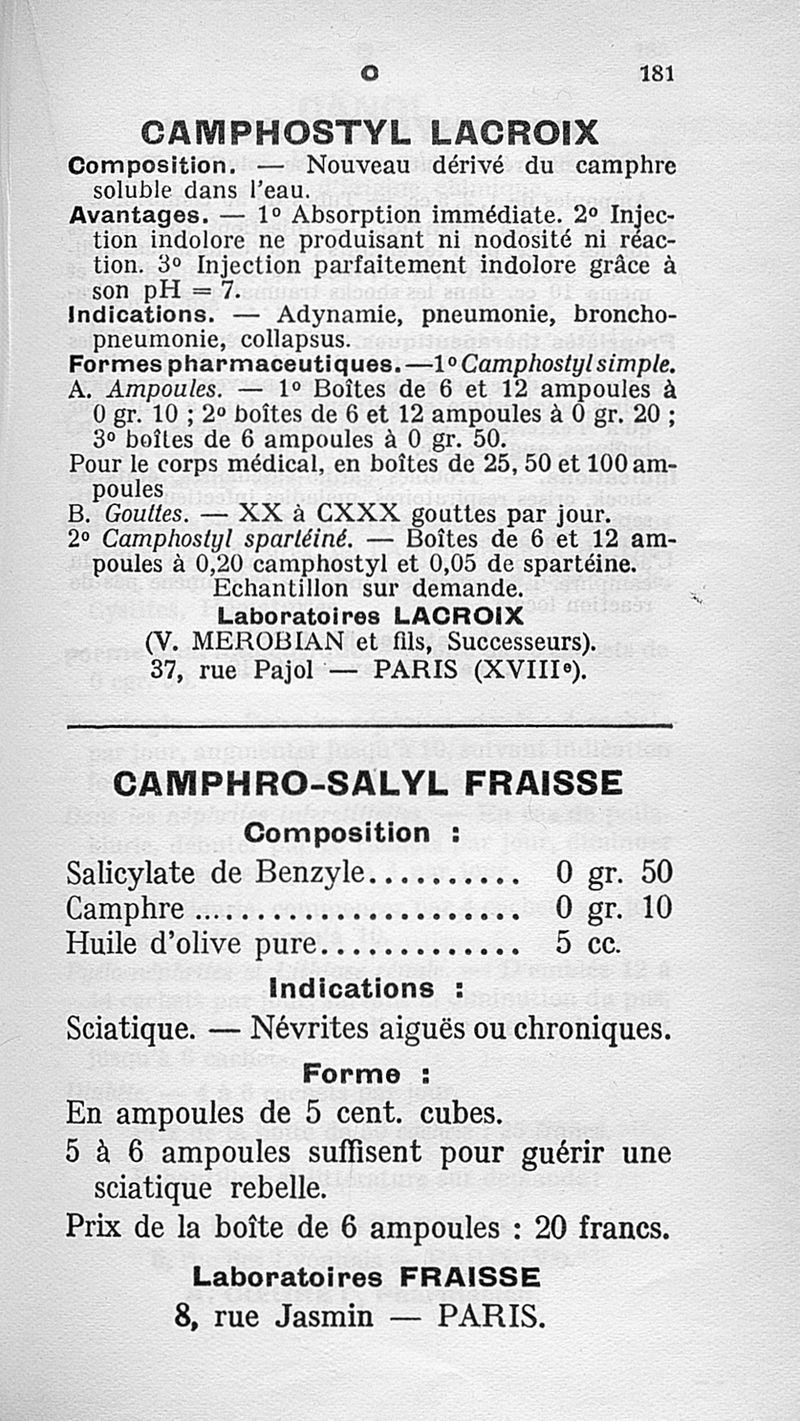 O 181
CAMPHOSTYL LACROIX
Composition. — Nouveau dérivé du camphre
soluble dans l'eau.
Avantages. — 1º Absorption immédiate. 2º Injec-
tion indolore ne produisant ni nodosité ni réac-
tion. 3º Injection parfaitement indolore grâce à
son pH = 7.
Indications. — Adynamie, pneumonie, broncho-
pneumonie, collapsus.
Formes pharmaceutiques. — 1º Camphostyl simple.
A. Ampoules. — 1º Boîtes de 6 et 12 ampoules à
0 gr. 10 ; 2º boîtes de 6 et 12 ampoules à 0 gr. 20 ;
3º boîtes de 6 ampoules à 0 gr. 50.
Pour le corps médical, en boîtes de 25, 50 et 100 am-
poules
B. Gouttes. — XX à CXXX gouttes par jour.
2º Camphostyl spartéiné. — Boîtes de 6 et 12 am-
poules à 0,20 camphostyl et 0,05 de spartéine.
Echantillon sur demande.
Laboratoires LACROIX
(V. MEROBIAN et fils, Successeurs).
37, rue Pajol — PARIS (XVIIIe).
CAMPHRO-SALYL FRAISSE
Composition :
Salicylate de Benzyle.......... 0 gr. 50
Camphre ...................... 0 gr. 10
Huile d'olive pure.............. 5 cc.
Indications :
Sciatique. — Névrites aiguës ou chroniques.
Forme :
En ampoules de 5 cent. cubes.
5 à 6 ampoules suffisent pour guérir une
sciatique rebelle.
Prix de la boîte de 6 ampoules : 20 francs.
Laboratoires FRAISSE
8, rue Jasmin — PARIS.